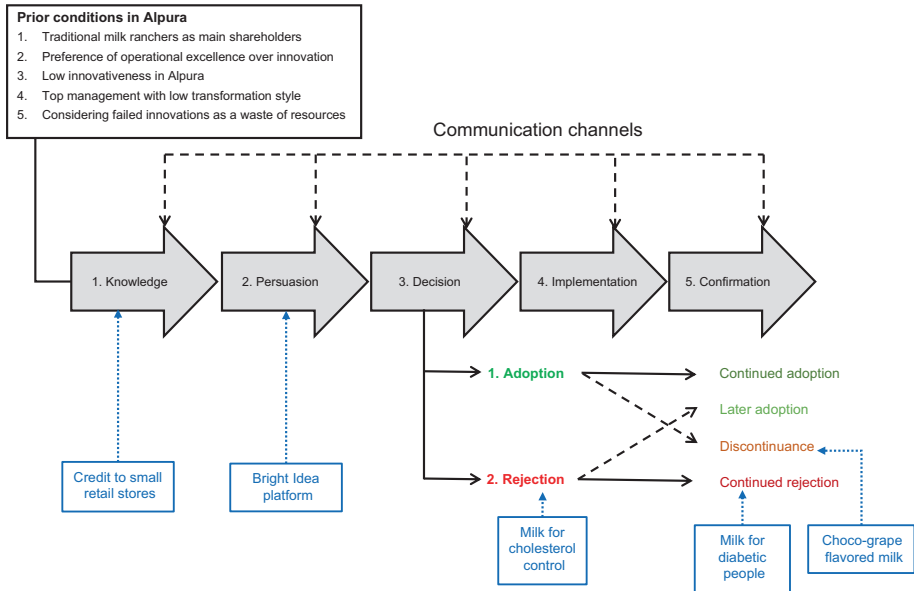 Prior conditions in Alpura
1. Traditional milk ranchers as main shareholders
2. Preference of operational excellence over innovation
3. Low innovativeness in Alpura
4. Top management with low transformation style
5. Considering failed innovations as a waste of resources
Communication channels
1. Knowledge
2. Persuasion
3. Decision
4. Implementation
5. Confirmation
1. Adoption
Continued adoption
Later adoption
Discontinuance
2. Rejection
Continued rejection
Credit to small
retail stores
Bright Idea
platform
Milk for
cholesterol
control
Milk for
diabetic
people
Choco-grape
flavored milk